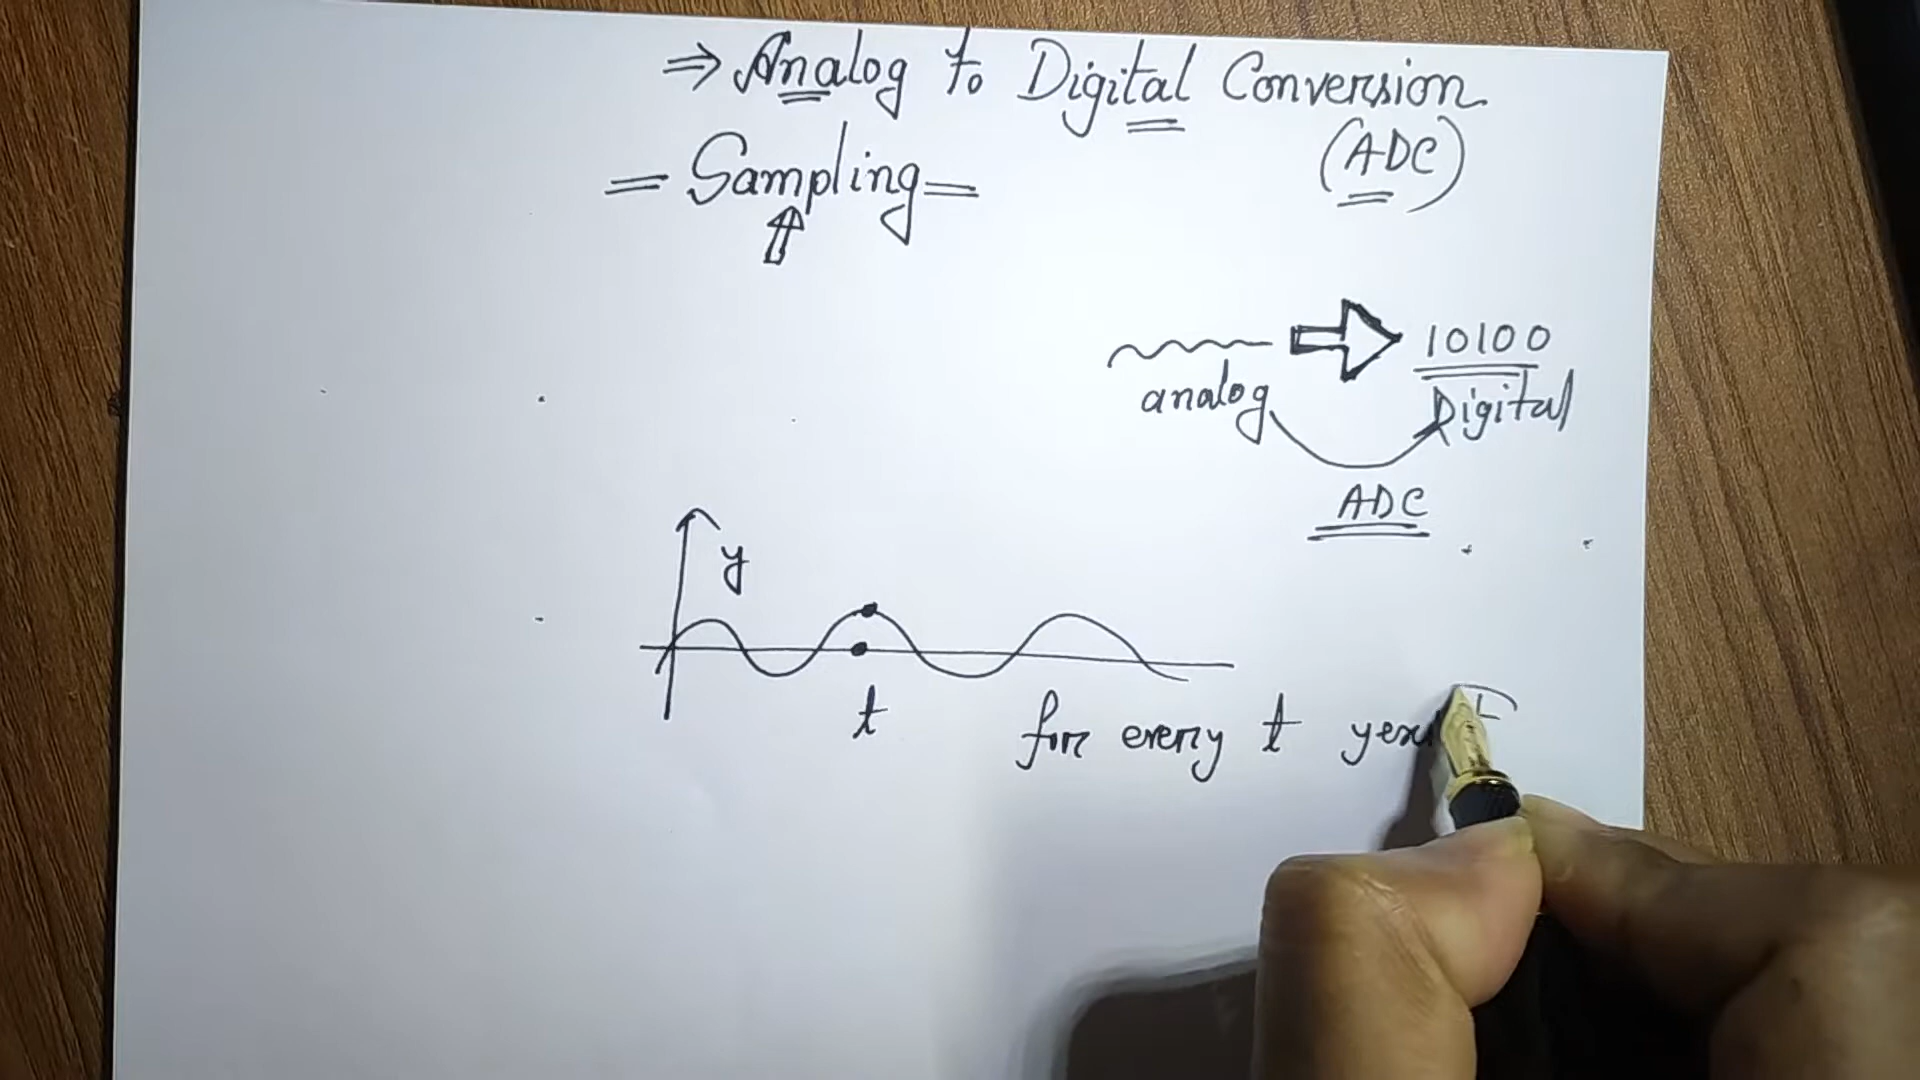 ⇒ Analog to Digital Conversion
(ADC)
= Sampling =
10100
analog
Digital
ADC
y
t
for every t